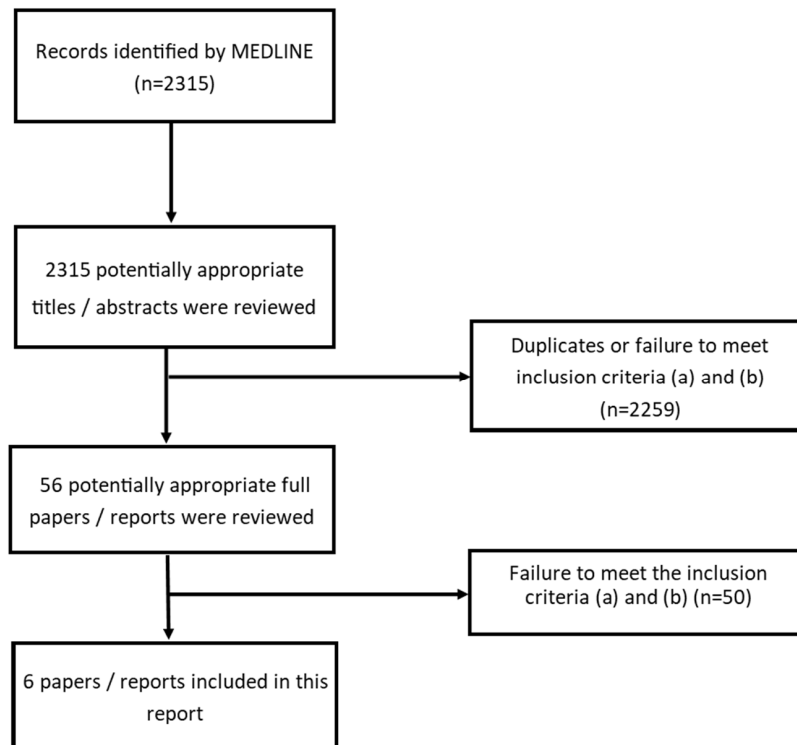 Records identified by MEDLINE
(n=2315)
2315 potentially appropriate
titles / abstracts were reviewed
Duplicates or failure to meet
inclusion criteria (a) and (b)
(n=2259)
56 potentially appropriate full
papers / reports were reviewed
Failure to meet the inclusion
criteria (a) and (b) (n=50)
6 papers / reports included in this
report